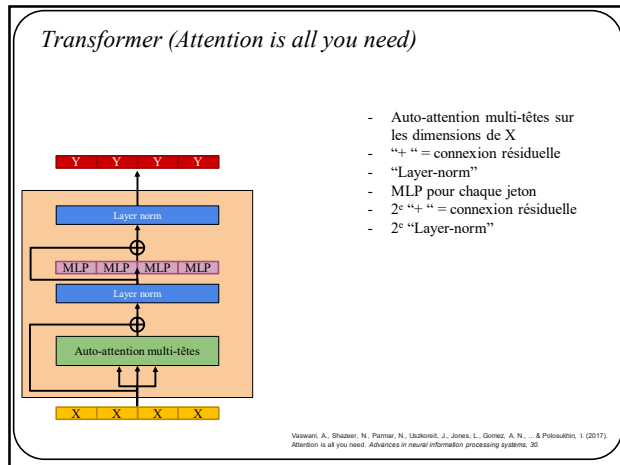 Transformer (Attention is all you need)
Y Y Y Y
Layer norm
MLP MLP MLP MLP
Layer norm
Auto-attention multi-têtes
X X X X
- Auto-attention multi-têtes sur
les dimensions de X
- “+ “ = connexion résiduelle
- “Layer-norm”
- MLP pour chaque jeton
- 2e “+ “ = connexion résiduelle
- 2e “Layer-norm”
Vaswani, A., Shazeer, N., Parmar, N., Uszkoreit, J., Jones, L., Gomez, A. N., ... & Polosukhin, I. (2017).
Attention is all you need. Advances in neural information processing systems, 30.